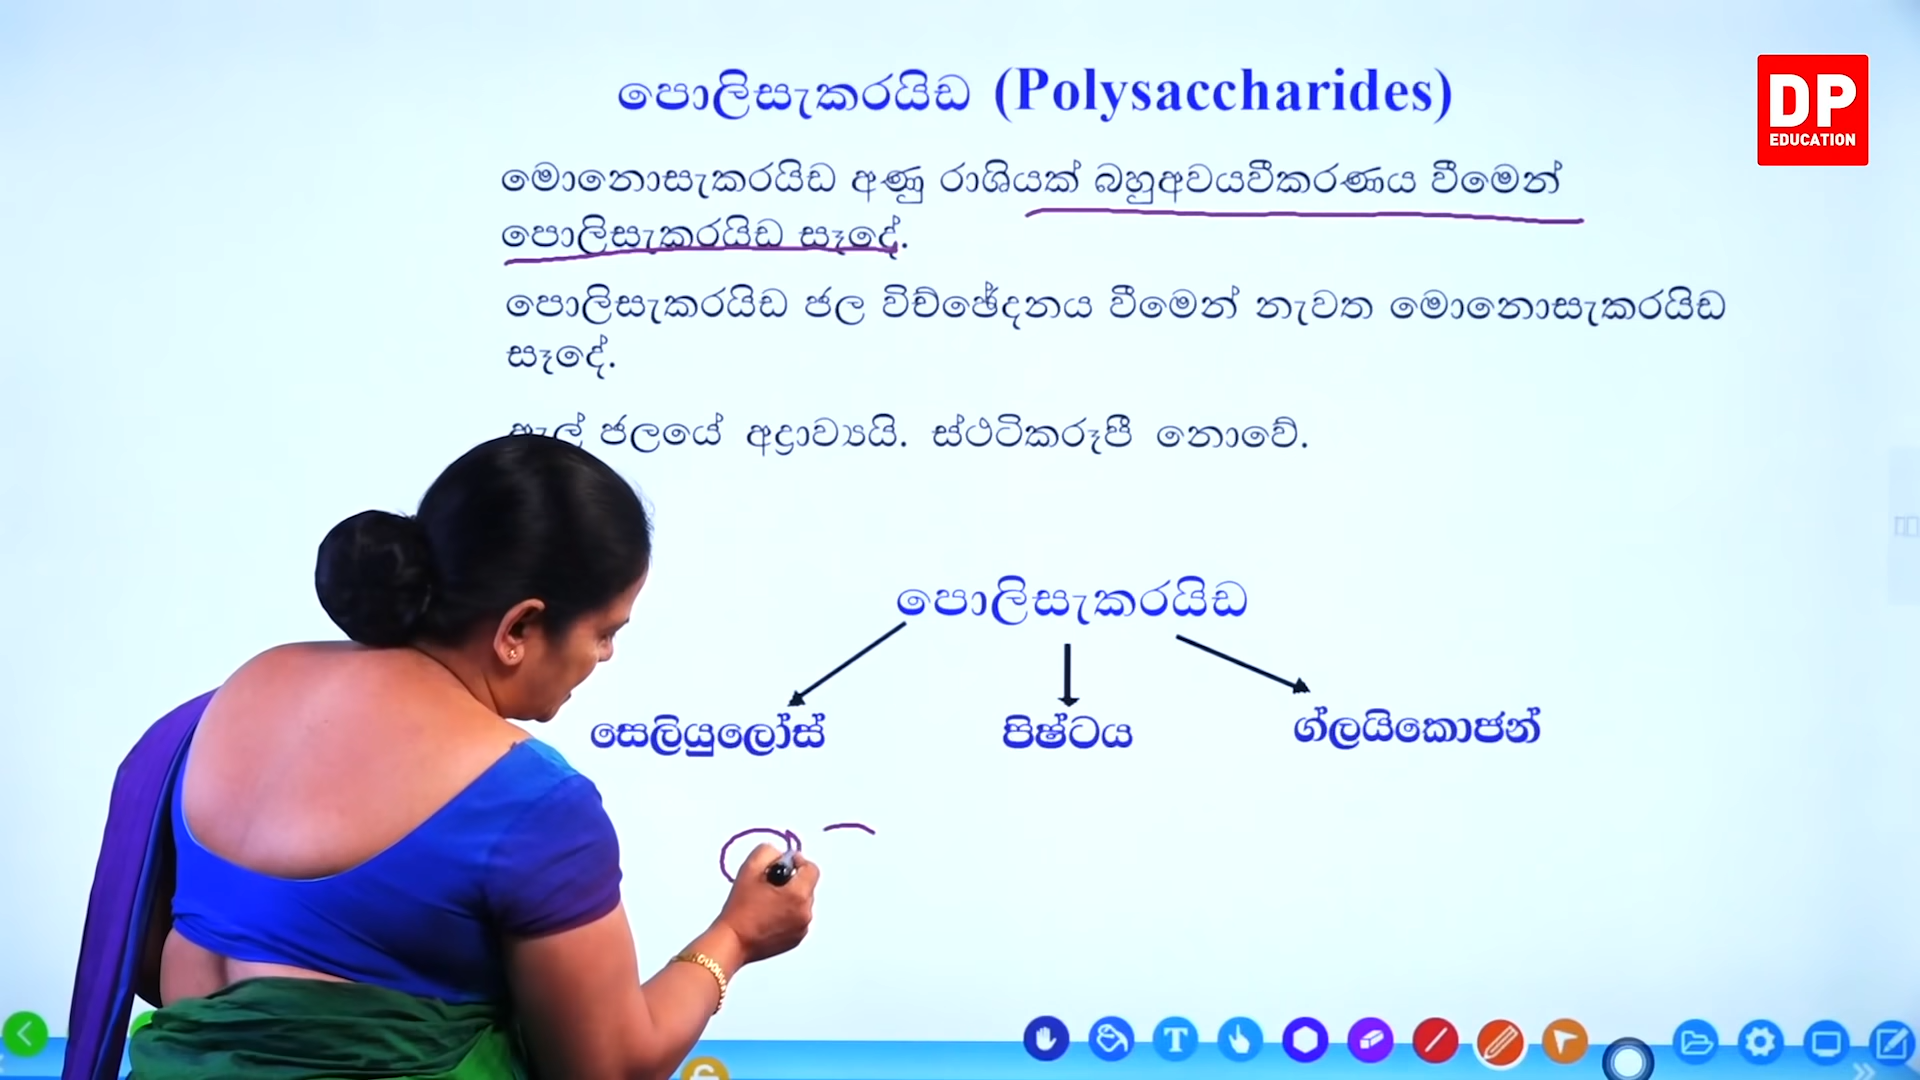 පොලිසැකරයිඩ (Polysaccharides)
DP
EDUCATION
මොනොසැකරයිඩ අණු රාශියක් බහුඅවයවීකරණය වීමෙන්
පොලිසැකරයිඩ සෑදේ.
පොලිසැකරයිඩ ජල විච්ඡේදනය වීමෙන් නැවත මොනොසැකරයිඩ
සෑදේ.
ජලයේ අද්‍රාව්‍යයි. ස්ඵටිකරූපී නොවේ.
පොලිසැකරයිඩ
සෙලියුලෝස් පිෂ්ටය ග්ලයිකොජන්